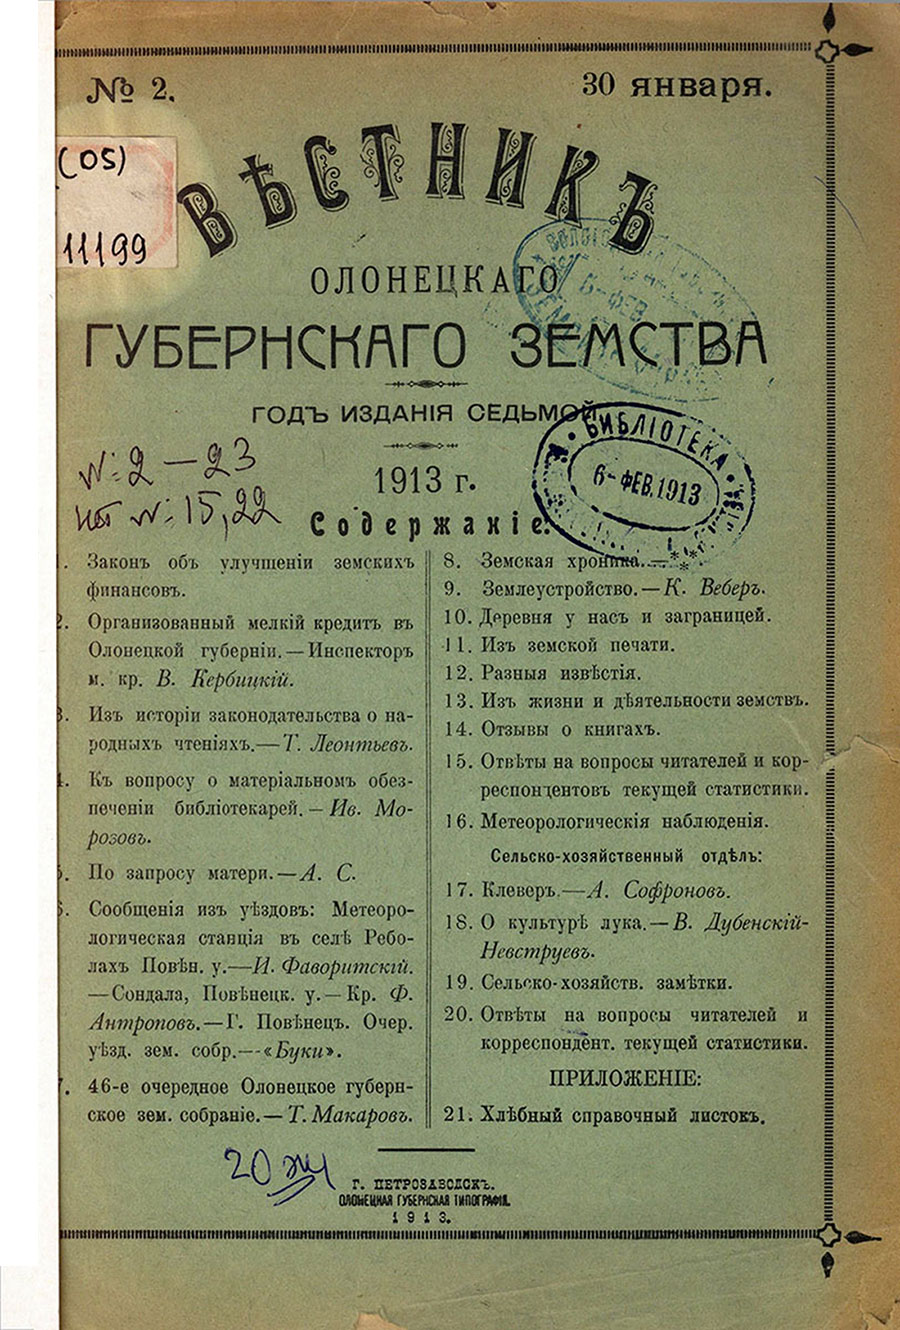 № 2.
30 января.
(05)
11199
ВѢСТНИКЪ
ОЛОНЕЦКАГО
ГУБЕРНСКАГО ЗЕМСТВА
ГОДЪ ИЗДАНІЯ СЕДЬМОЙ
БИБЛІОТЕКА
6-ФЕВ.1913
№ 2 — 23
1913 г.
нет № 15, 22
Содержаніе:
Законъ объ улучшеніи земскихъ
финансовъ.
2. Организованный мелкій кредитъ въ
Олонецкой губерніи.—Инспекторъ
м. кр. В. Кербицкій.
3. Изъ исторіи законодательства о на-
родныхъ чтеніяхъ.—Т. Леонтьевъ.
Къ вопросу о матеріальномъ обез-
печеніи библіотекарей.—Ив. Мо-
розовъ.
По запросу матери.—А. С.
Сообщенія изъ уѣздовъ: Метеоро-
логическая станція въ селѣ Ребо-
лахъ Повѣн. у.—И. Фаворитскій.
—Сондала, Повѣнецк. у.—Кр. Ф.
Антроповъ.—Г. Повѣнецъ. Очер.
уѣзд. зем. собр.—«Буки».
46-е очередное Олонецкое губерн-
ское зем. собраніе.—Т. Макаровъ.
8. Земская хроника.—
9. Землеустройство.—К. Веберъ.
10. Деревня у насъ и заграницей.
11. Изъ земской печати.
12. Разныя извѣстія.
13. Изъ жизни и дѣятельности земствъ.
14. Отзывы о книгахъ.
15. Отвѣты на вопросы читателей и кор-
респондентовъ текущей статистики.
16. Метеорологическія наблюденія.
Сельско-хозяйственный отдѣлъ:
17. Клеверъ.—А. Софроновъ.
18. О культурѣ лука.—В. Дубенскій-
Невструевъ.
19. Сельско-хозяйств. замѣтки.
20. Отвѣты на вопросы читателей и
корреспондент. текущей статистики.
ПРИЛОЖЕНІЕ:
21. Хлѣбный справочный листокъ.
20
Г. ПЕТРОЗАВОДСКЪ.
ОЛОНЕЦКАЯ ГУБЕРНСКАЯ ТИПОГРАФІЯ.
1913.